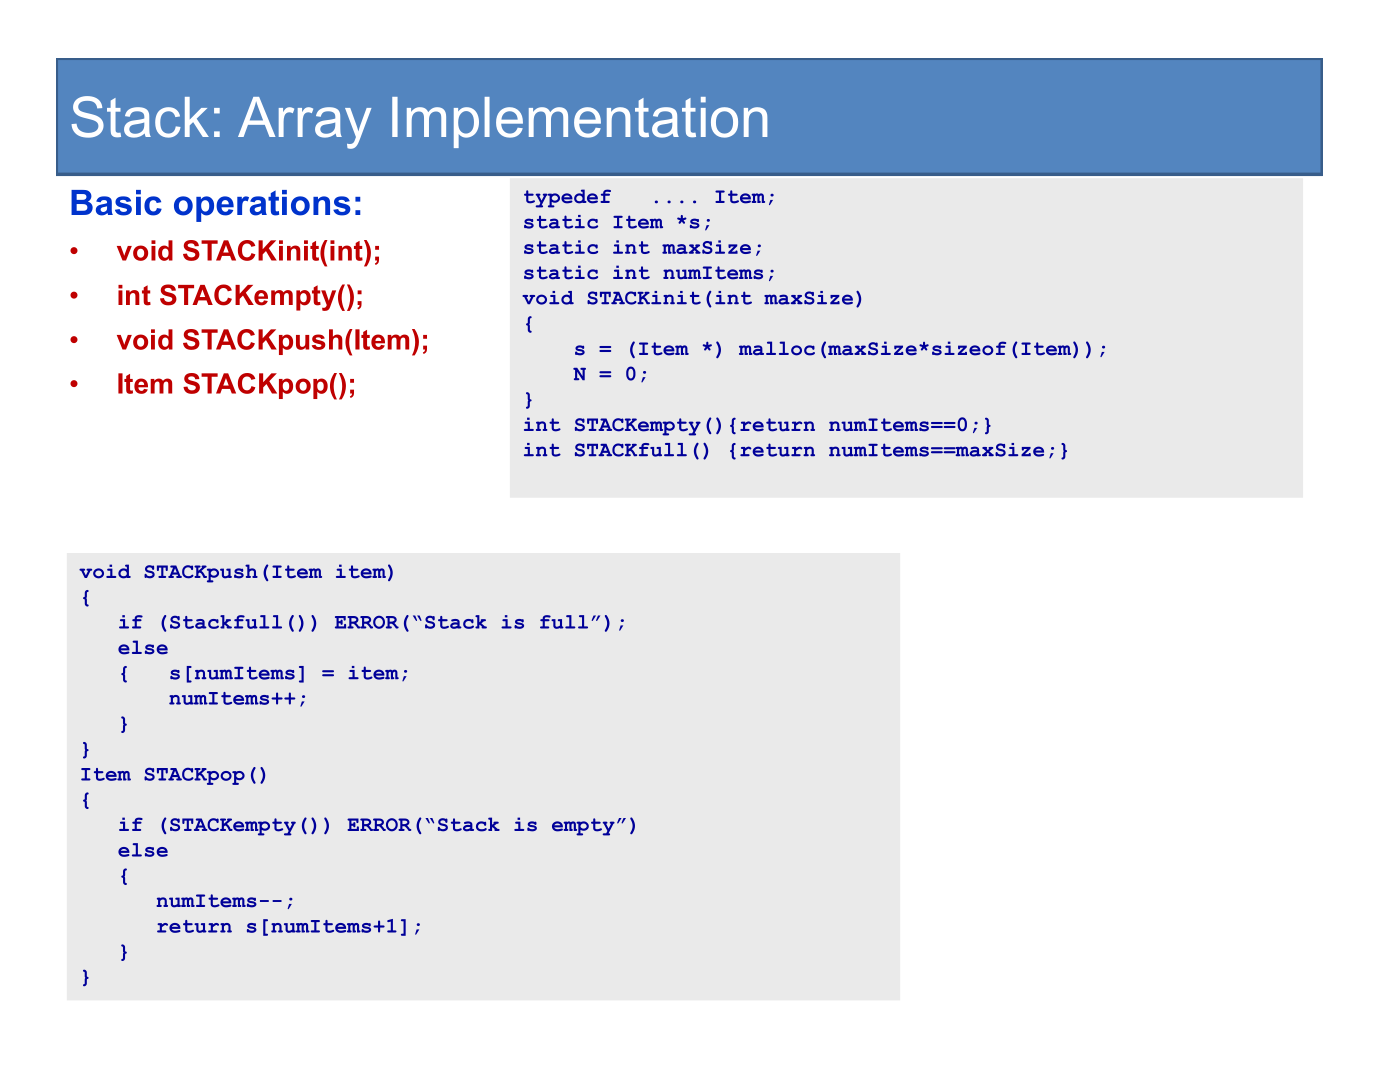 Stack: Array Implementation
Basic operations:
• void STACKinit(int);
• int STACKempty();
• void STACKpush(Item);
• Item STACKpop();
typedef   .... Item;
static Item *s;
static int maxSize;
static int numItems;
void STACKinit(int maxSize)
{
    s = (Item *) malloc(maxSize*sizeof(Item));
    N = 0;
}
int STACKempty(){return numItems==0;}
int STACKfull() {return numItems==maxSize;}
void STACKpush(Item item)
{
   if (Stackfull()) ERROR(“Stack is full”);
   else
   {   s[numItems] = item;
       numItems++;
   }
}
Item STACKpop()
{
   if (STACKempty()) ERROR(“Stack is empty”)
   else
   {
      numItems--;
      return s[numItems+1];
   }
}